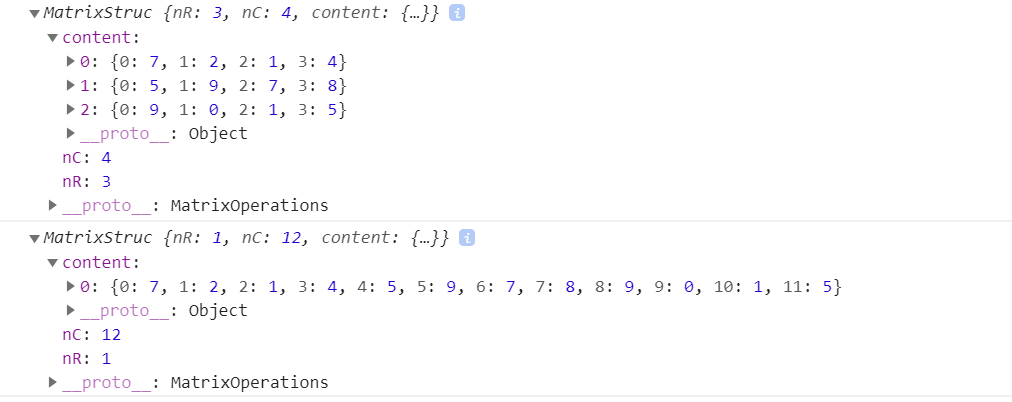 MatrixStruc {nR: 3, nC: 4, content: {…}} i
content:
0: {0: 7, 1: 2, 2: 1, 3: 4}
1: {0: 5, 1: 9, 2: 7, 3: 8}
2: {0: 9, 1: 0, 2: 1, 3: 5}
__proto__: Object
nC: 4
nR: 3
__proto__: MatrixOperations
MatrixStruc {nR: 1, nC: 12, content: {…}} i
content:
0: {0: 7, 1: 2, 2: 1, 3: 4, 4: 5, 5: 9, 6: 7, 7: 8, 8: 9, 9: 0, 10: 1, 11: 5}
__proto__: Object
nC: 12
nR: 1
__proto__: MatrixOperations